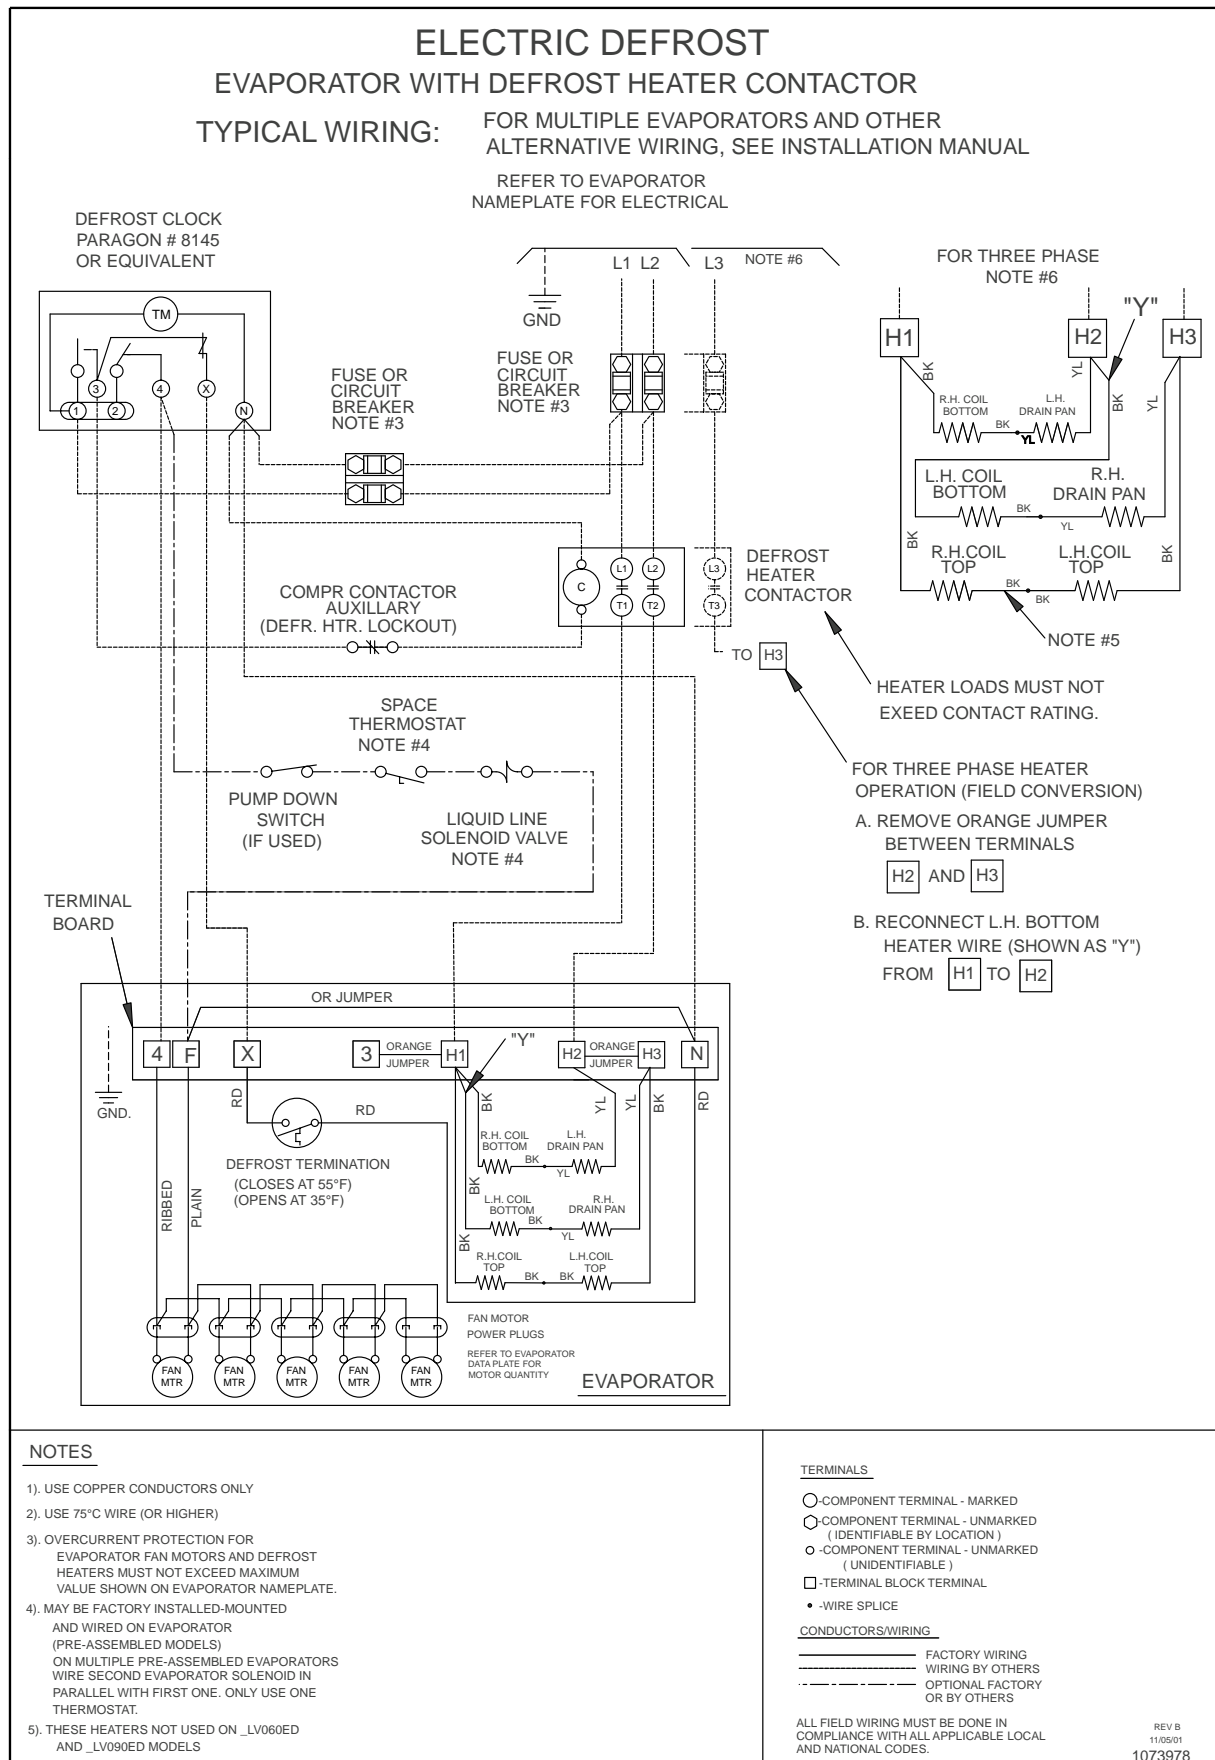 ELECTRIC DEFROST
EVAPORATOR WITH DEFROST HEATER CONTACTOR
TYPICAL WIRING:
FOR MULTIPLE EVAPORATORS AND OTHER
ALTERNATIVE WIRING, SEE INSTALLATION MANUAL
REFER TO EVAPORATOR
NAMEPLATE FOR ELECTRICAL
DEFROST CLOCK
PARAGON # 8145
OR EQUIVALENT
TM
3
4
X
1
2
N
L1 L2 L3
NOTE #6
GND
FUSE OR
CIRCUIT
BREAKER
NOTE #3
FUSE OR
CIRCUIT
BREAKER
NOTE #3
FOR THREE PHASE
NOTE #6
"Y"
H1
H2
H3
BK
YL
BK
YL
R.H. COIL
BOTTOM
BK
YL
L.H.
DRAIN PAN
L.H. COIL
BOTTOM
BK
YL
R.H.
DRAIN PAN
BK
BK
R.H.COIL
TOP
BK
BK
L.H.COIL
TOP
NOTE #5
C
L1
L2
L3
T1
T2
T3
DEFROST
HEATER
CONTACTOR
COMPR CONTACTOR
AUXILLARY
(DEFR. HTR. LOCKOUT)
TO H3
HEATER LOADS MUST NOT
EXEED CONTACT RATING.
SPACE
THERMOSTAT
NOTE #4
PUMP DOWN
SWITCH
(IF USED)
LIQUID LINE
SOLENOID VALVE
NOTE #4
FOR THREE PHASE HEATER
OPERATION (FIELD CONVERSION)
A. REMOVE ORANGE JUMPER
BETWEEN TERMINALS
H2 AND H3
B. RECONNECT L.H. BOTTOM
HEATER WIRE (SHOWN AS "Y")
FROM H1 TO H2
TERMINAL
BOARD
OR JUMPER
4
F
X
3
ORANGE
JUMPER
H1
"Y"
H2
ORANGE
JUMPER
H3
N
GND.
RD
RD
BK
YL
YL
BK
RD
DEFROST TERMINATION
(CLOSES AT 55°F)
(OPENS AT 35°F)
RIBBED
PLAIN
R.H. COIL
BOTTOM
BK
YL
L.H.
DRAIN PAN
BK
L.H. COIL
BOTTOM
BK
YL
R.H.
DRAIN PAN
BK
R.H.COIL
TOP
BK
BK
L.H.COIL
TOP
FAN MOTOR
POWER PLUGS
REFER TO EVAPORATOR
DATA PLATE FOR
MOTOR QUANTITY
FAN
MTR
FAN
MTR
FAN
MTR
FAN
MTR
FAN
MTR
EVAPORATOR
NOTES
1). USE COPPER CONDUCTORS ONLY
2). USE 75°C WIRE (OR HIGHER)
3). OVERCURRENT PROTECTION FOR
EVAPORATOR FAN MOTORS AND DEFROST
HEATERS MUST NOT EXCEED MAXIMUM
VALUE SHOWN ON EVAPORATOR NAMEPLATE.
4). MAY BE FACTORY INSTALLED-MOUNTED
AND WIRED ON EVAPORATOR
(PRE-ASSEMBLED MODELS)
ON MULTIPLE PRE-ASSEMBLED EVAPORATORS
WIRE SECOND EVAPORATOR SOLENOID IN
PARALLEL WITH FIRST ONE. ONLY USE ONE
THERMOSTAT.
5). THESE HEATERS NOT USED ON _LV060ED
AND _LV090ED MODELS
TERMINALS
-COMP0NENT TERMINAL - MARKED
-COMPONENT TERMINAL - UNMARKED
( IDENTIFIABLE BY LOCATION )
-COMPONENT TERMINAL - UNMARKED
( UNIDENTIFIABLE )
-TERMINAL BLOCK TERMINAL
-WIRE SPLICE
CONDUCTORS/WIRING
FACTORY WIRING
WIRING BY OTHERS
OPTIONAL FACTORY
OR BY OTHERS
ALL FIELD WIRING MUST BE DONE IN
COMPLIANCE WITH ALL APPLICABLE LOCAL
AND NATIONAL CODES.
REV B
11/05/01
1073978